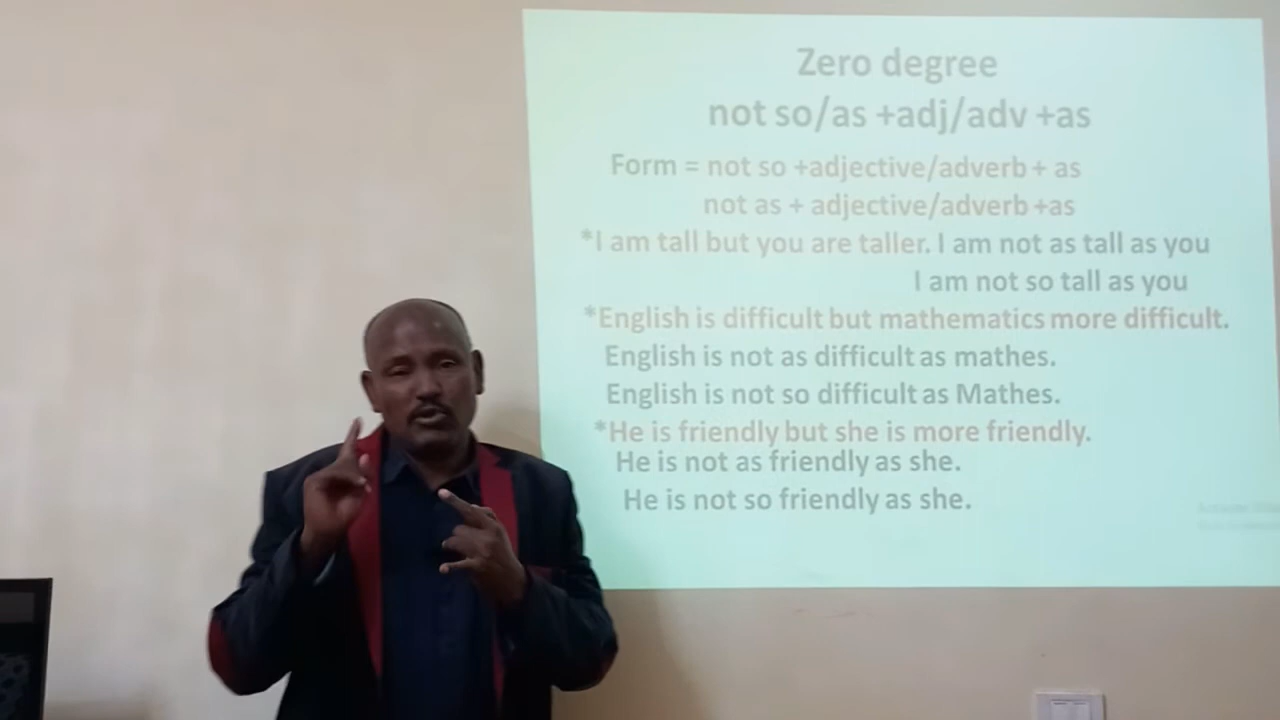 Zero degree
not so/as +adj/adv +as
Form = not so +adjective/adverb + as
not as + adjective/adverb +as
*I am tall but you are taller. I am not as tall as you
I am not so tall as you
*English is difficult but mathematics more difficult.
English is not as difficult as mathes.
English is not so difficult as Mathes.
*He is friendly but she is more friendly.
He is not as friendly as she.
He is not so friendly as she.